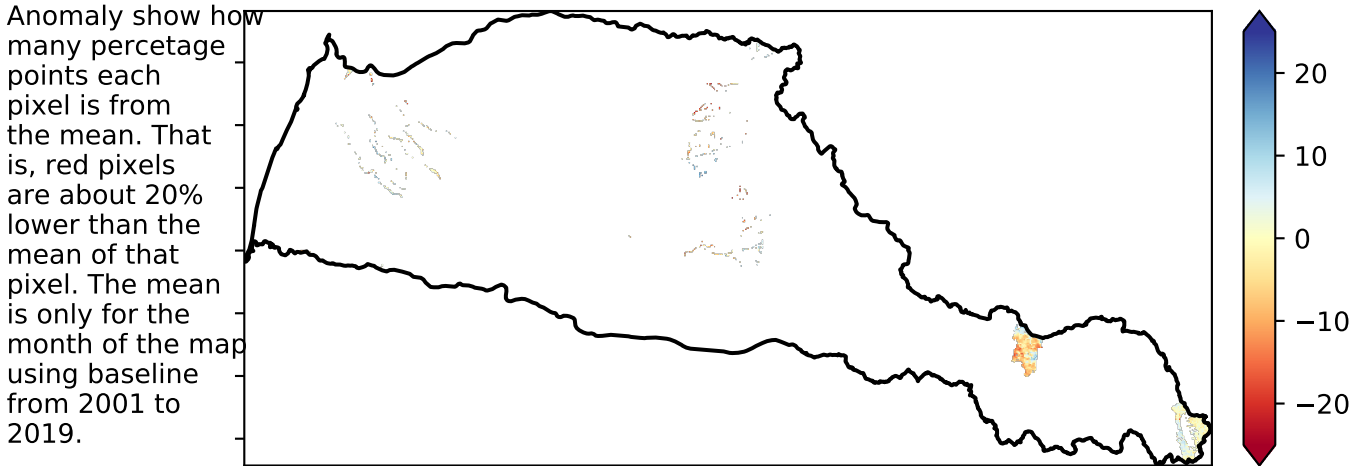 Anomaly show how
many percetage
points each
pixel is from
the mean. That
is, red pixels
are about 20%
lower than the
mean of that
pixel. The mean
is only for the
month of the map
using baseline
from 2001 to
2019.
20
10
0
−10
−20